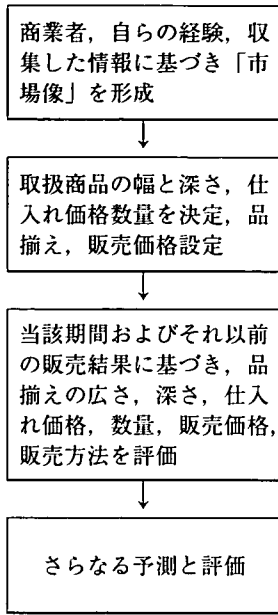 商業者，自らの経験，収
集した情報に基づき「市
場像」を形成
取扱商品の幅と深さ，仕
入れ価格数量を決定，品
揃え，販売価格設定
当該期間およびそれ以前
の販売結果に基づき，品
揃えの広さ，深さ，仕入
れ価格，数量，販売価格，
販売方法を評価
さらなる予測と評価